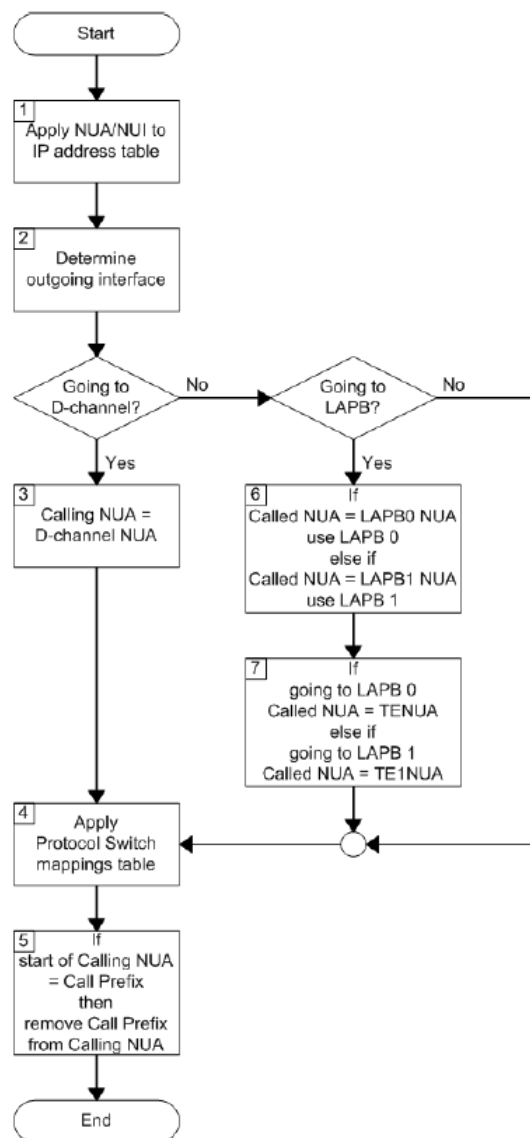 Start
1
Apply NUA/NUI to
IP address table
2
Determine
outgoing interface
Going to
D-channel?
No
Going to
LAPB?
No
Yes
Yes
3
Calling NUA =
D-channel NUA
6
If
Called NUA = LAPB0 NUA
use LAPB 0
else if
Called NUA = LAPB1 NUA
use LAPB 1
7
If
going to LAPB 0
Called NUA = TENUA
else if
going to LAPB 1
Called NUA = TE1NUA
4
Apply
Protocol Switch
mappings table
5
If
start of Calling NUA
= Call Prefix
then
remove Call Prefix
from Calling NUA
End